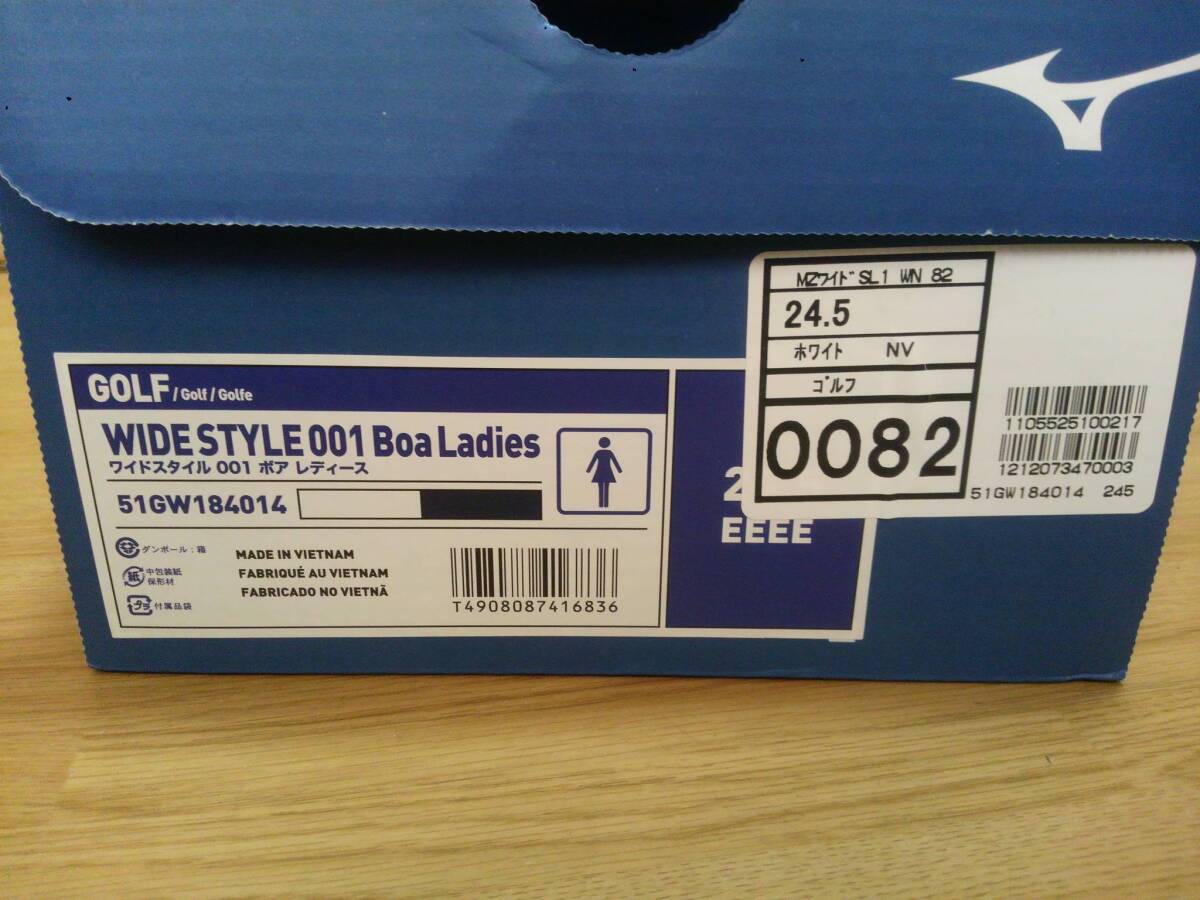 GOLF/Golf/Golfe
WIDE STYLE 001 Boa Ladies
ワイドスタイル 001 ボア レディース
51GW184014
ダンボール:箱
中包装紙
保形材
付属品袋
紙
プラ
MADE IN VIETNAM
FABRIQUÉ AU VIETNAM
FABRICADO NO VIETNÃ
T4908087416836
2
EEEE
MZワイドSL1 WN 82
24.5
ホワイト NV
ゴルフ
0082
1105525100217
1212073470003
51GW184014 245